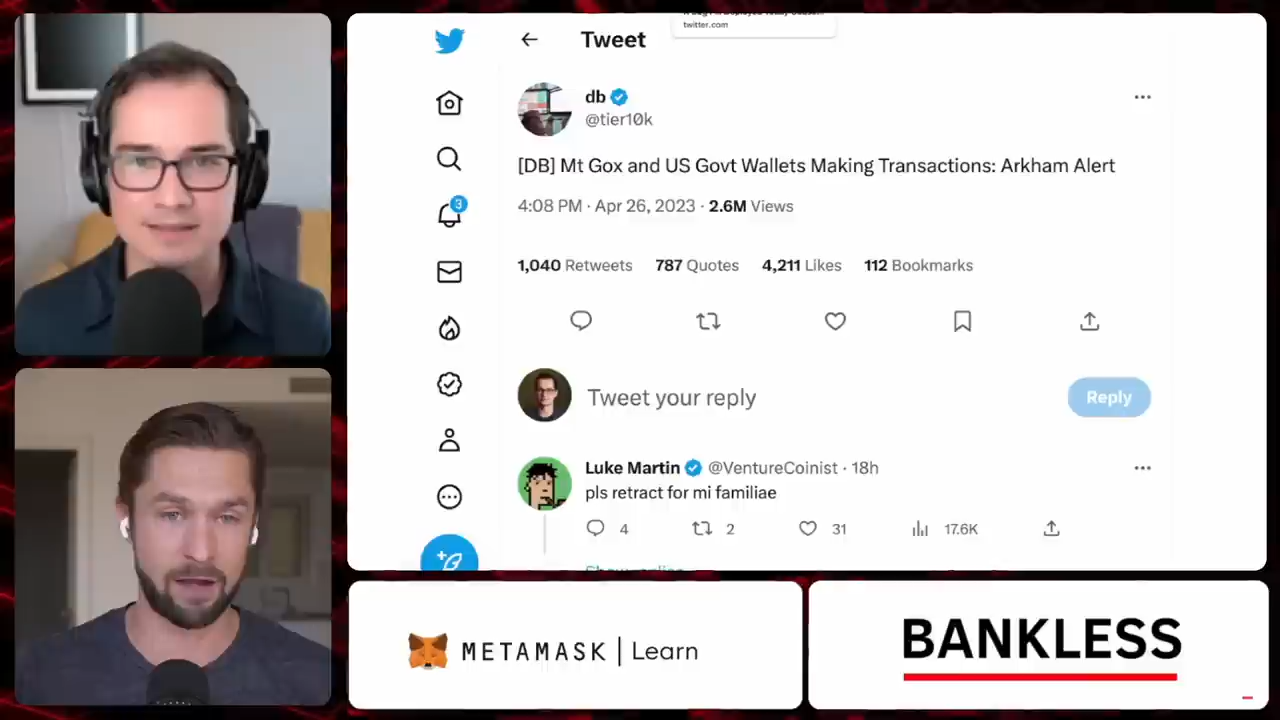 twitter.com
Tweet
db
@tier10k
[DB] Mt Gox and US Govt Wallets Making Transactions: Arkham Alert
4:08 PM · Apr 26, 2023 · 2.6M Views
1,040 Retweets 787 Quotes 4,211 Likes 112 Bookmarks
3
Tweet your reply
Reply
Luke Martin @VentureCoinist · 18h
pls retract for mi familiae
4 2 31 17.6K
METAMASK | Learn
BANKLESS